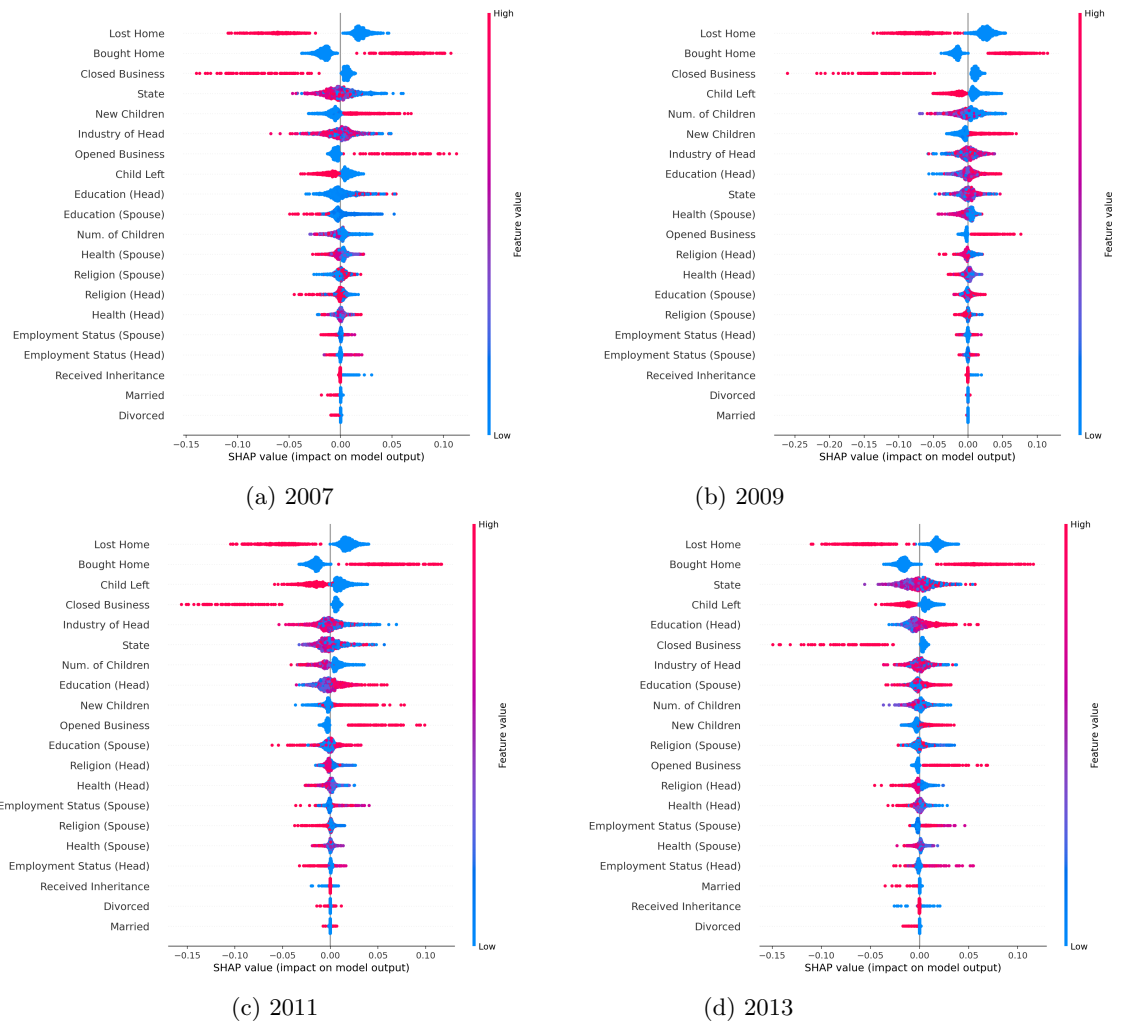 High
Lost Home
Bought Home
Closed Business
State
New Children
Industry of Head
Opened Business
Child Left
Education (Head)
Education (Spouse)
Num. of Children
Health (Spouse)
Religion (Spouse)
Religion (Head)
Health (Head)
Employment Status (Spouse)
Employment Status (Head)
Received Inheritance
Married
Divorced
Low
Feature value
−0.15 −0.10 −0.05 0.00 0.05 0.10
SHAP value (impact on model output)
(a) 2007
High
Lost Home
Bought Home
Closed Business
Child Left
Num. of Children
New Children
Industry of Head
Education (Head)
State
Health (Spouse)
Opened Business
Religion (Head)
Health (Head)
Education (Spouse)
Religion (Spouse)
Employment Status (Head)
Employment Status (Spouse)
Received Inheritance
Divorced
Married
Low
Feature value
−0.25 −0.20 −0.15 −0.10 −0.05 0.00 0.05 0.10
SHAP value (impact on model output)
(b) 2009
High
Lost Home
Bought Home
Child Left
Closed Business
Industry of Head
State
Num. of Children
Education (Head)
New Children
Opened Business
Education (Spouse)
Religion (Head)
Health (Head)
Employment Status (Spouse)
Religion (Spouse)
Health (Spouse)
Employment Status (Head)
Received Inheritance
Divorced
Married
Low
Feature value
−0.15 −0.10 −0.05 0.00 0.05 0.10
SHAP value (impact on model output)
(c) 2011
High
Lost Home
Bought Home
State
Child Left
Education (Head)
Closed Business
Industry of Head
Education (Spouse)
Num. of Children
New Children
Religion (Spouse)
Opened Business
Religion (Head)
Health (Head)
Employment Status (Spouse)
Health (Spouse)
Employment Status (Head)
Married
Received Inheritance
Divorced
Low
Feature value
−0.15 −0.10 −0.05 0.00 0.05 0.10
SHAP value (impact on model output)
(d) 2013